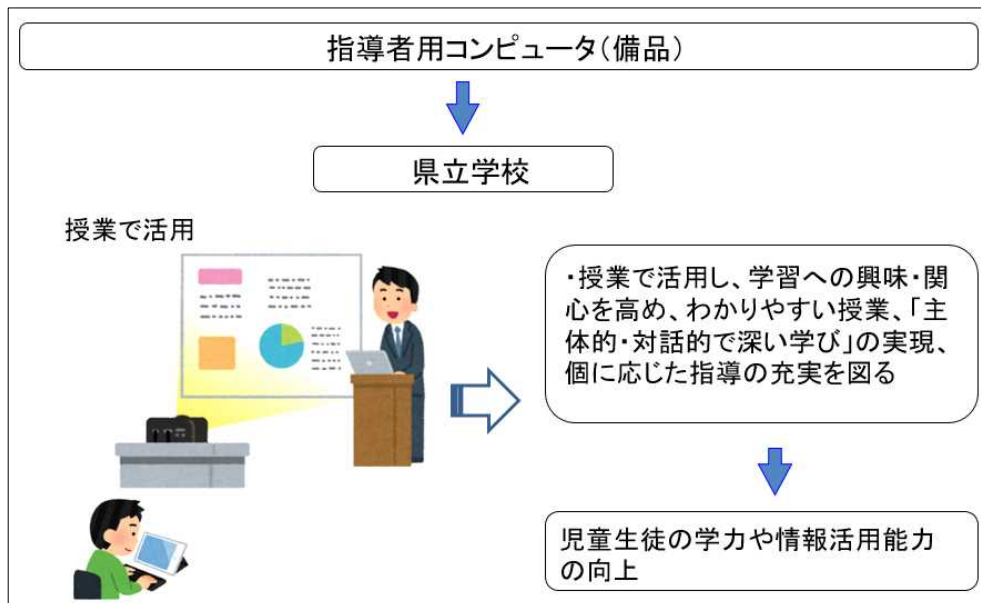 指導者用コンピュータ(備品)
県立学校
授業で活用
・授業で活用し、学習への興味・関
心を高め、わかりやすい授業、「主
体的・対話的で深い学び」の実現、
個に応じた指導の充実を図る
児童生徒の学力や情報活用能力
の向上